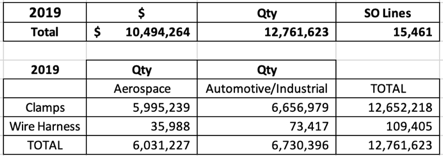 2019 $ Qty SO Lines
Total $ 10,494,264 12,761,623 15,461
2019 Qty Qty
Aerospace Automotive/Industrial TOTAL
Clamps 5,995,239 6,656,979 12,652,218
Wire Harness 35,988 73,417 109,405
TOTAL 6,031,227 6,730,396 12,761,623